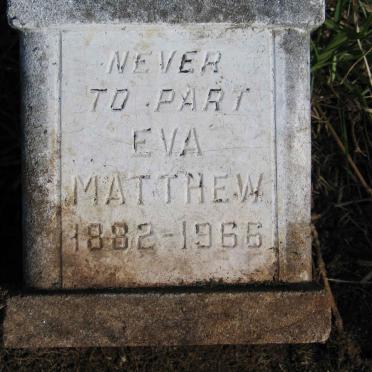 NEVER
TO PART
EVA
MATTHEW
1882-1966